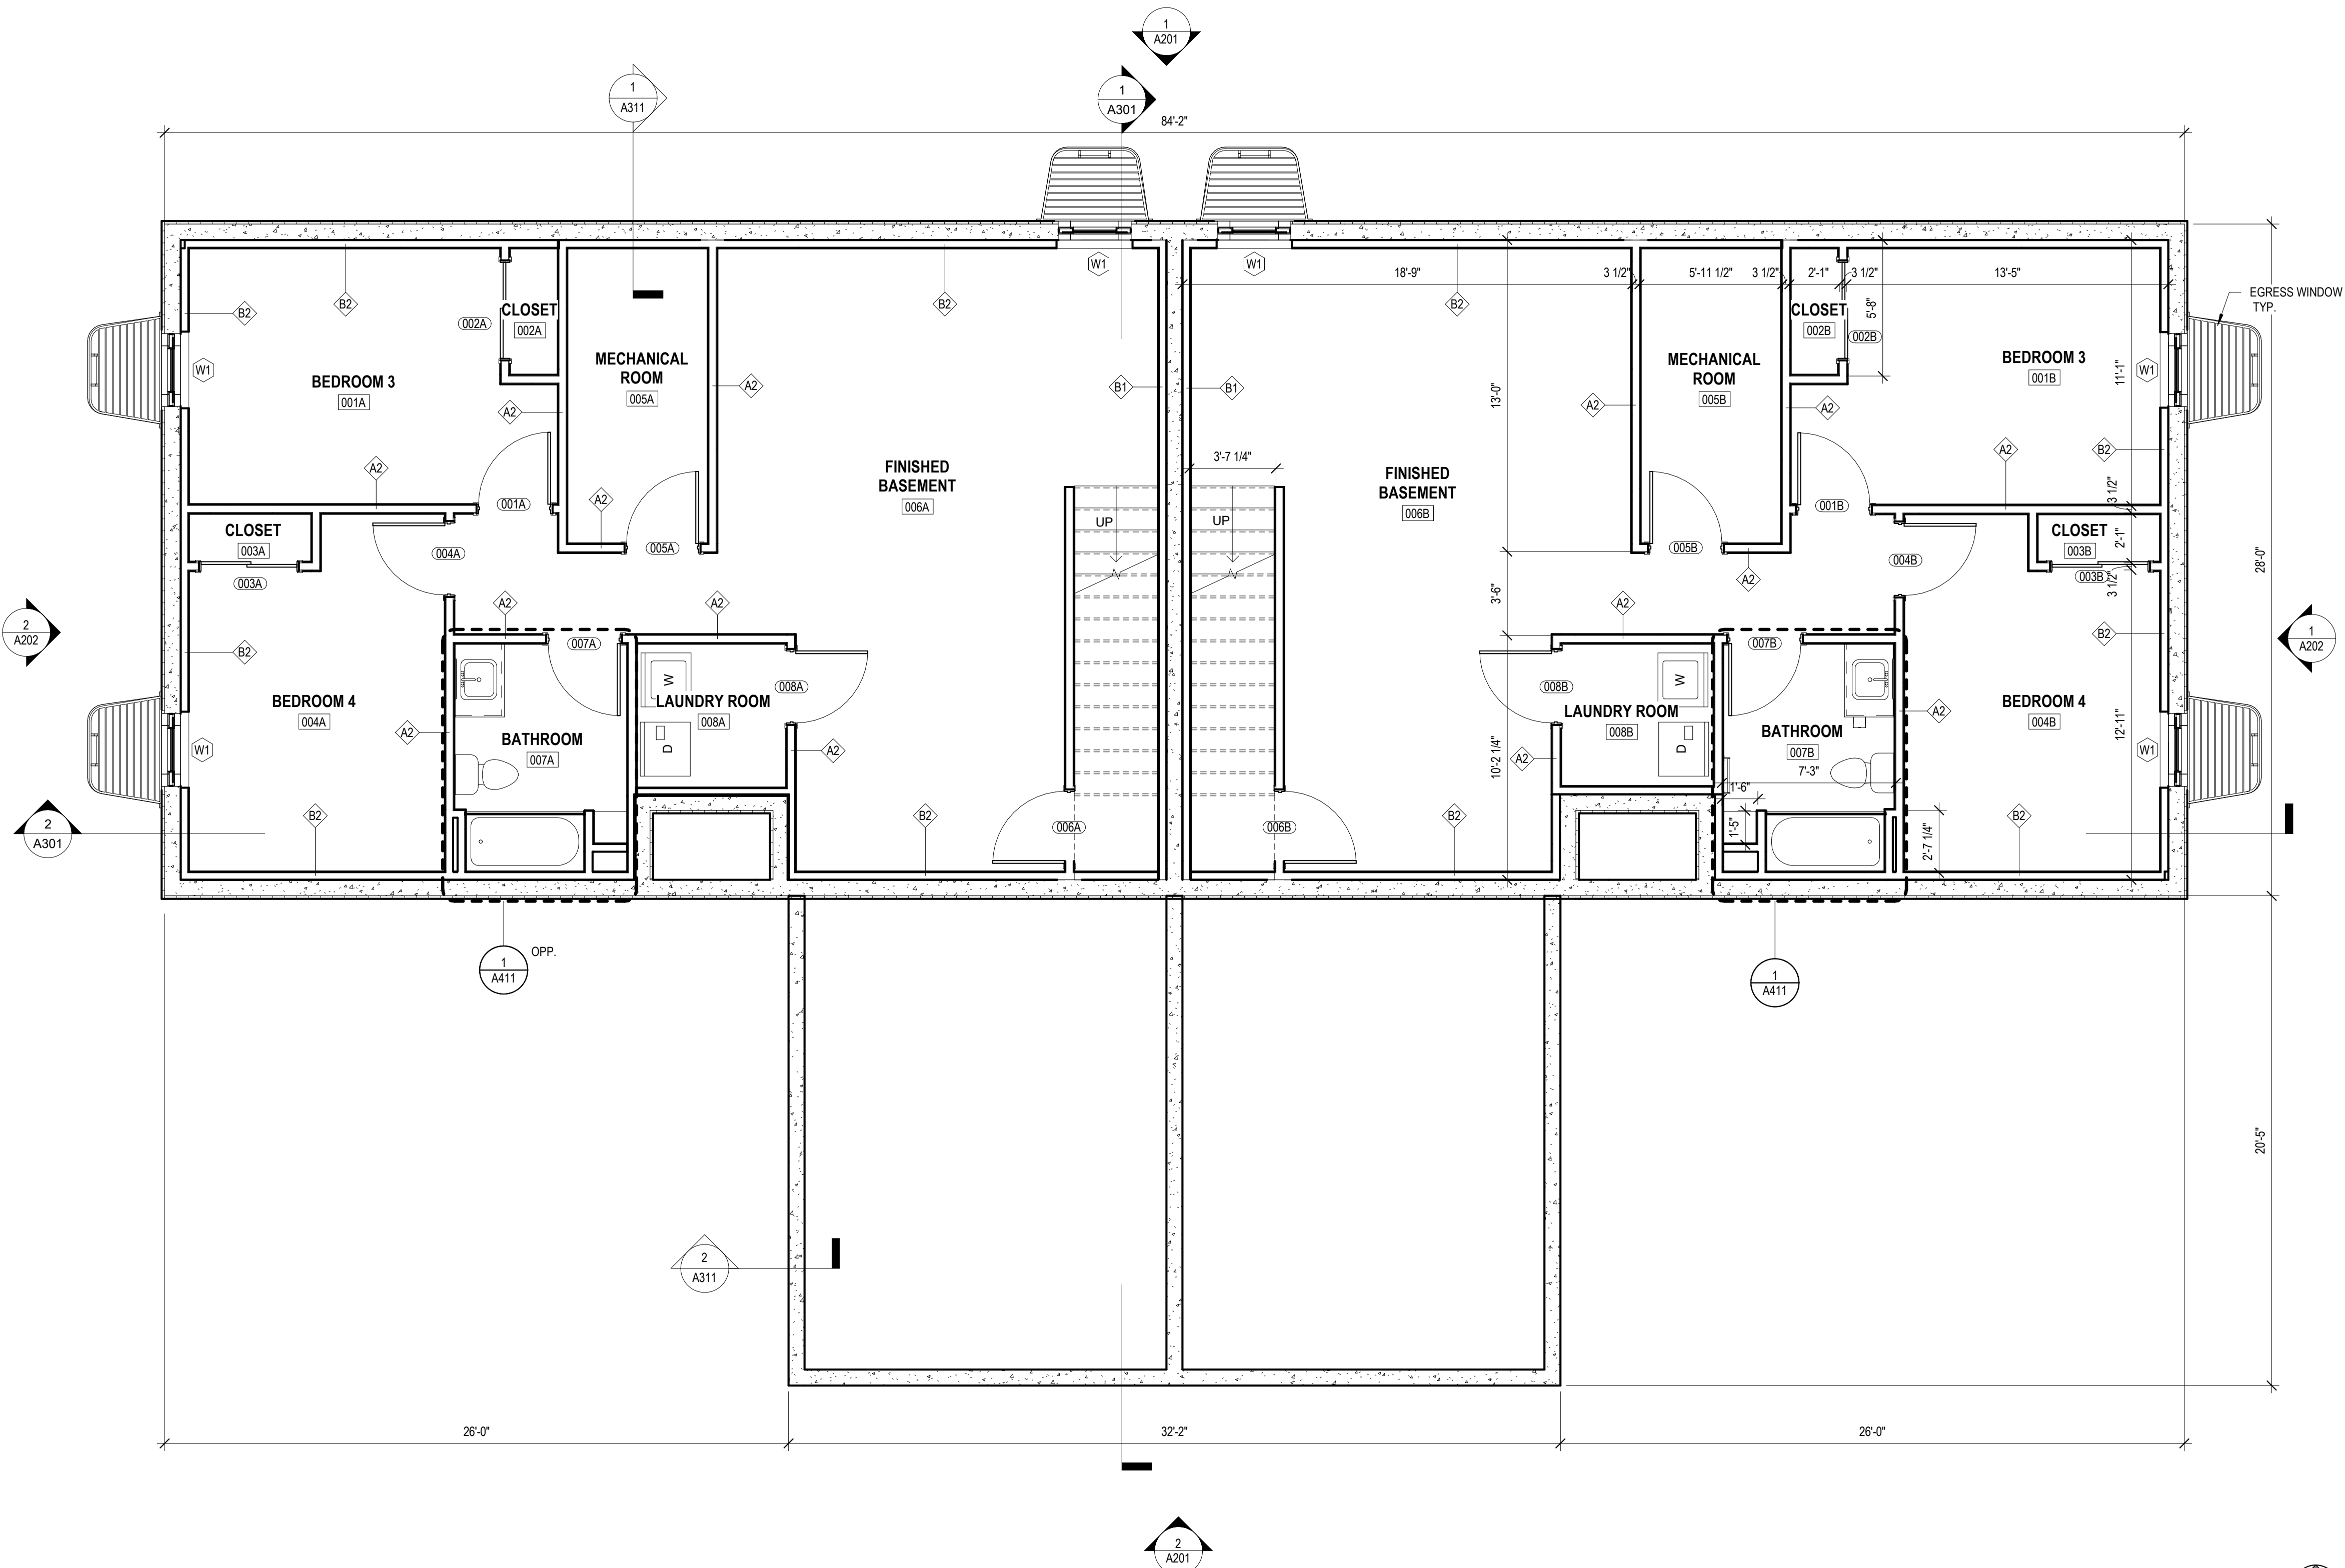 1
A201
1
A311
1
A301
84'-2"
W1
W1
18'-9"
3 1/2"
5'-11 1/2"
3 1/2"
2'-1"
3 1/2"
13'-5"
EGRESS WINDOW
TYP.
B2
B2
B2
B2
CLOSET
002A
002A
CLOSET
002B
002B
5'-8"
MECHANICAL
ROOM
005A
MECHANICAL
ROOM
005B
BEDROOM 3
001A
BEDROOM 3
001B
W1
W1
11'-1"
A2
A2
B1
B1
13'-0"
A2
A2
A2
A2
B2
3'-7 1/4"
FINISHED
BASEMENT
006A
FINISHED
BASEMENT
006B
A2
001A
A2
001B
3 1/2"
UP
UP
CLOSET
003A
003A
004A
005A
005B
A2
004B
CLOSET
003B
003B
2'-1"
3 1/2"
28'-0"
2
A202
A2
A2
3'-6"
A2
1
A202
B2
007A
007B
B2
W
LAUNDRY ROOM
008A
008A
008B
W
LAUNDRY ROOM
008B
BEDROOM 4
004A
BEDROOM 4
004B
A2
BATHROOM
007A
BATHROOM
007B
7'-3"
A2
W1
W1
12'-11"
D
A2
10'-2 1/4"
A2
D
1'-6"
1'-5"
2'-7 1/4"
2
A301
B2
B2
006A
006B
B2
B2
1
A411
OPP.
1
A411
20'-5"
2
A311
26'-0"
32'-2"
26'-0"
2
A201